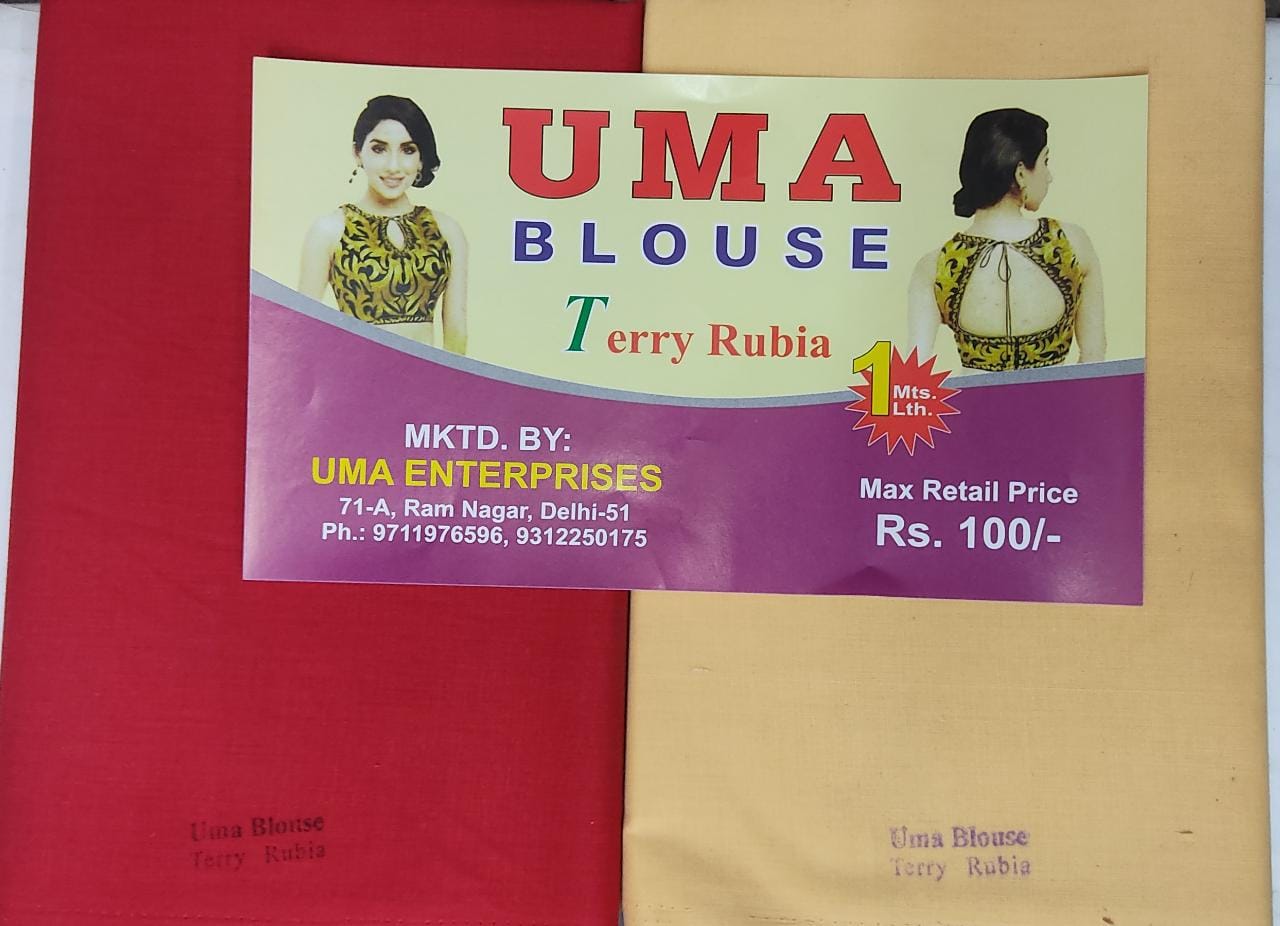 UMA
BLOUSE
Terry Rubia
1 Mts.
Lth.
MKTD. BY:
UMA ENTERPRISES
71-A, Ram Nagar, Delhi-51
Ph.: 9711976596, 9312250175
Max Retail Price
Rs. 100/-
Uma Blouse
Terry Rubia
Uma Blouse
Terry Rubia